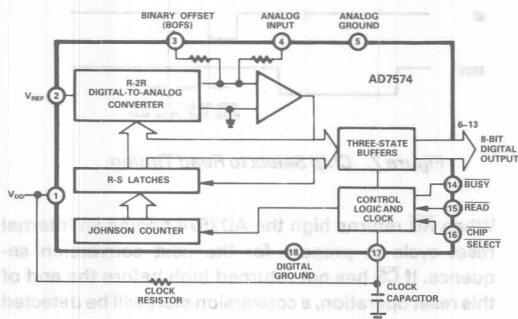 BINARY OFFSET
(BOFS)
3
ANALOG
INPUT
4
ANALOG
GROUND
5
AD7574
VREF
2
R-2R
DIGITAL-TO-ANALOG
CONVERTER
6–13
8-BIT
DIGITAL
OUTPUT
THREE-STATE
BUFFERS
R-S LATCHES
14
BUSY
VDD
1
CONTROL
LOGIC AND
CLOCK
15
READ
16
CHIP
SELECT
JOHNSON COUNTER
18
DIGITAL
GROUND
17
CLOCK
RESISTOR
CLOCK
CAPACITOR